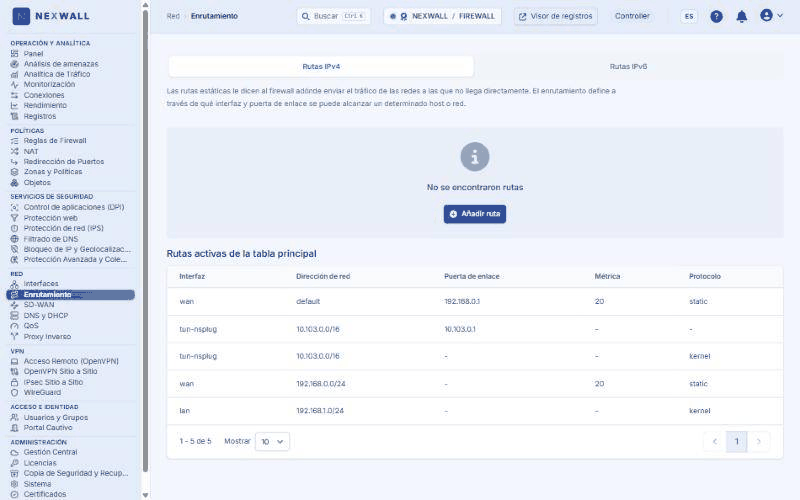 NEXWALL
OPERACIÓN Y ANALÍTICA
Panel
Análisis de amenazas
Analítica de Tráfico
Monitorización
Conexiones
Rendimiento
Registros
POLÍTICAS
Reglas de Firewall
NAT
Redirección de Puertos
Zonas y Políticas
Objetos
SERVICIOS DE SEGURIDAD
Control de aplicaciones (DPI)
Protección web
Protección de red (IPS)
Filtrado de DNS
Bloqueo de IP y Geolocalizac...
Protección Avanzada y Cole...
RED
Interfaces
Enrutamiento
SD-WAN
DNS y DHCP
QoS
Proxy Inverso
VPN
Acceso Remoto (OpenVPN)
OpenVPN Sitio a Sitio
IPsec Sitio a Sitio
WireGuard
ACCESO E IDENTIDAD
Usuarios y Grupos
Portal Cautivo
ADMINISTRACIÓN
Gestión Central
Licencias
Copia de Seguridad y Recup...
Sistema
Certificados
Red Enrutamiento
Buscar Ctrl K
NEXWALL / FIREWALL
Visor de registros
Controller
ES
Rutas IPv4
Rutas IPv6
Las rutas estáticas le dicen al firewall adónde enviar el tráfico de las redes a las que no llega directamente. El enrutamiento define a
través de qué interfaz y puerta de enlace se puede alcanzar un determinado host o red.
No se encontraron rutas
Añadir ruta
Rutas activas de la tabla principal
Interfaz Dirección de red Puerta de enlace Métrica Protocolo
wan default 192.168.0.1 20 static
tun-nsplug 10.103.0.0/16 10.103.0.1 - -
tun-nsplug 10.103.0.0/16 - - kernel
wan 192.168.0.0/24 - 20 static
lan 192.168.1.0/24 - - kernel
1 - 5 de 5 Mostrar 10
1